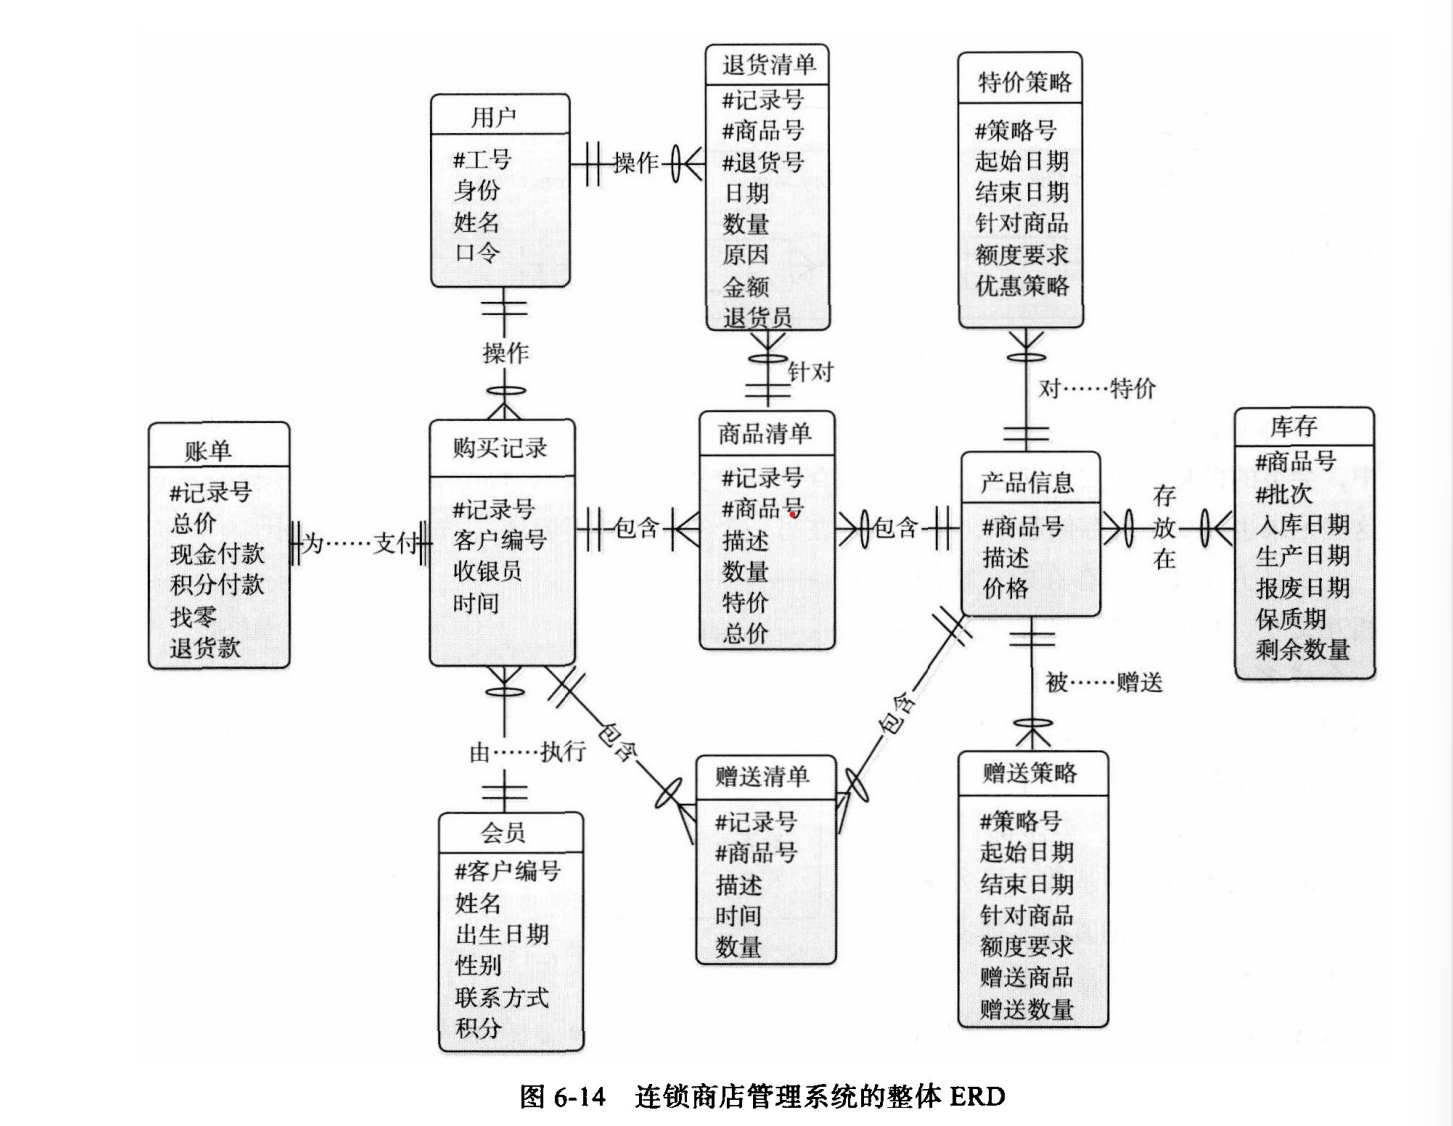 用户
#工号
身份
姓名
口令
操作
退货清单
#记录号
#商品号
#退货号
日期
数量
原因
金额
退货员
特价策略
#策略号
起始日期
结束日期
针对商品
额度要求
优惠策略
操作
针对
对……特价
账单
#记录号
总价
现金付款
积分付款
找零
退货款
为……支付
购买记录
#记录号
客户编号
收银员
时间
包含
商品清单
#记录号
#商品号
描述
数量
特价
总价
包含
产品信息
#商品号
描述
价格
存
放
在
库存
#商品号
#批次
入库日期
生产日期
报废日期
保质期
剩余数量
由……执行
包含
包含
被……赠送
会员
#客户编号
姓名
出生日期
性别
联系方式
积分
赠送清单
#记录号
#商品号
描述
时间
数量
赠送策略
#策略号
起始日期
结束日期
针对商品
额度要求
赠送商品
赠送数量
图 6-14 连锁商店管理系统的整体 ERD